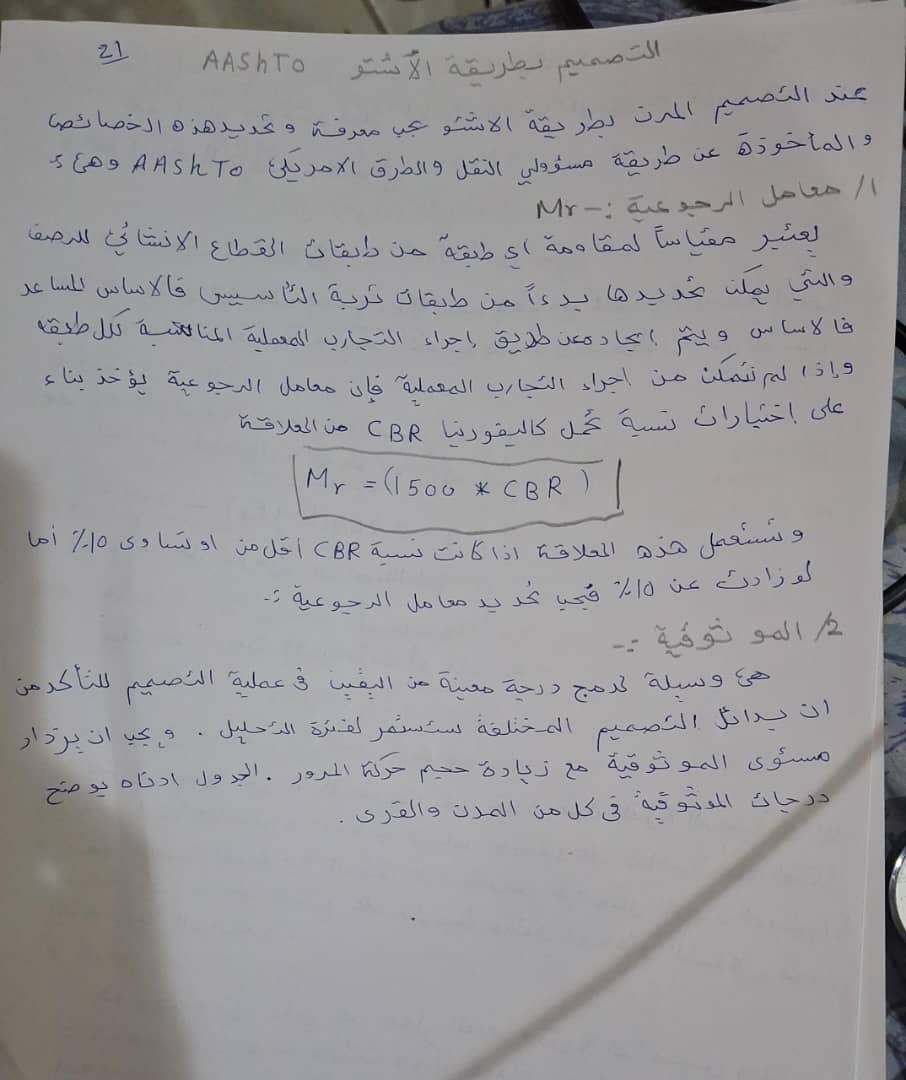 21
التصميم بطريقة الأشتو AAShTO
عند التصميم المرن بطريقة الاشتو يجب معرفة وتحديد هذه الخصائص
والمأخوذة عن طريقة مسؤولي النقل والطرق الامريكي AAShTO وهي :
1/ معامل الرجوعية :- Mr
يعتبر مقياساً لمقاومة اي طبقة من طبقات القطاع الانشائي للرصف
والتي يمكن تحديدها بدءاً من طبقات تربة التأسيس فالاساس المساعد
فالاساس ويتم ايجاده عن طريق إجراء التجارب المعملية المناسبة لكل طبقه
وإذا لم نتمكن من اجراء التجارب المعملية فإن معامل الرجوعية يؤخذ بناء
على إختبارات نسبة تحمل كاليفورنيا CBR من العلاقة
Mr = (1500 * CBR )
وتستعمل هذه العلاقة اذا كانت نسبة CBR أقل من او تساوى 10% أما
لو زادت عن 10% فيجب تحديد معامل الرجوعية :-
2/ الموثوقية :-
هي وسيلة لدمج درجة معينة من اليقين فى عملية التصميم للتأكد من
ان بدائل التصميم المختلفة ستستمر لفترة التحليل . ويجب ان يزداد
مستوى الموثوقية مع زيادة حجم حركة المرور . الجدول ادناه يوضح
درجات الموثوقية فى كل من المدن والقرى .